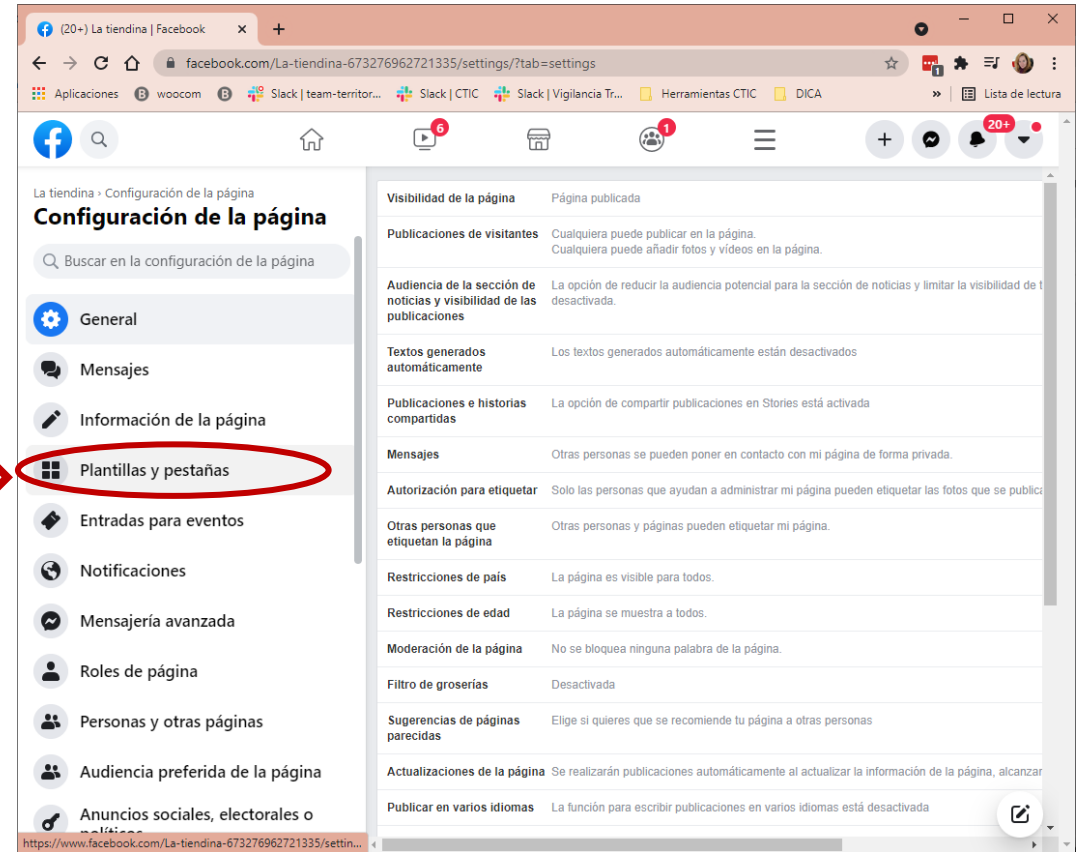 (20+) La tiendina | Facebook
facebook.com/La-tiendina-673276962721335/settings/?tab=settings
1
Aplicaciones
woocom
Slack | team-territor...
Slack | CTIC
Slack | Vigilancia Tr...
Herramientas CTIC
DICA
»
Lista de lectura
6
1
20+
La tiendina › Configuración de la página
Configuración de la página
Buscar en la configuración de la página
General
Mensajes
Información de la página
Plantillas y pestañas
Entradas para eventos
Notificaciones
Mensajería avanzada
Roles de página
Personas y otras páginas
Audiencia preferida de la página
Anuncios sociales, electorales o
políticos
https://www.facebook.com/La-tiendina-673276962721335/settin...
Visibilidad de la página Página publicada
Publicaciones de visitantes Cualquiera puede publicar en la página.
Cualquiera puede añadir fotos y vídeos en la página.
Audiencia de la sección de La opción de reducir la audiencia potencial para la sección de noticias y limitar la visibilidad de
noticias y visibilidad de las desactivada.
publicaciones
Textos generados Los textos generados automáticamente están desactivados
automáticamente
Publicaciones e historias La opción de compartir publicaciones en Stories está activada
compartidas
Mensajes Otras personas se pueden poner en contacto con mi página de forma privada.
Autorización para etiquetar Solo las personas que ayudan a administrar mi página pueden etiquetar las fotos que se publica
Otras personas que Otras personas y páginas pueden etiquetar mi página.
etiquetan la página
Restricciones de país La página es visible para todos.
Restricciones de edad La página se muestra a todos.
Moderación de la página No se bloquea ninguna palabra de la página.
Filtro de groserías Desactivada
Sugerencias de páginas Elige si quieres que se recomiende tu página a otras personas
parecidas
Actualizaciones de la página Se realizarán publicaciones automáticamente al actualizar la información de la página, alcanzar
Publicar en varios idiomas La función para escribir publicaciones en varios idiomas está desactivada